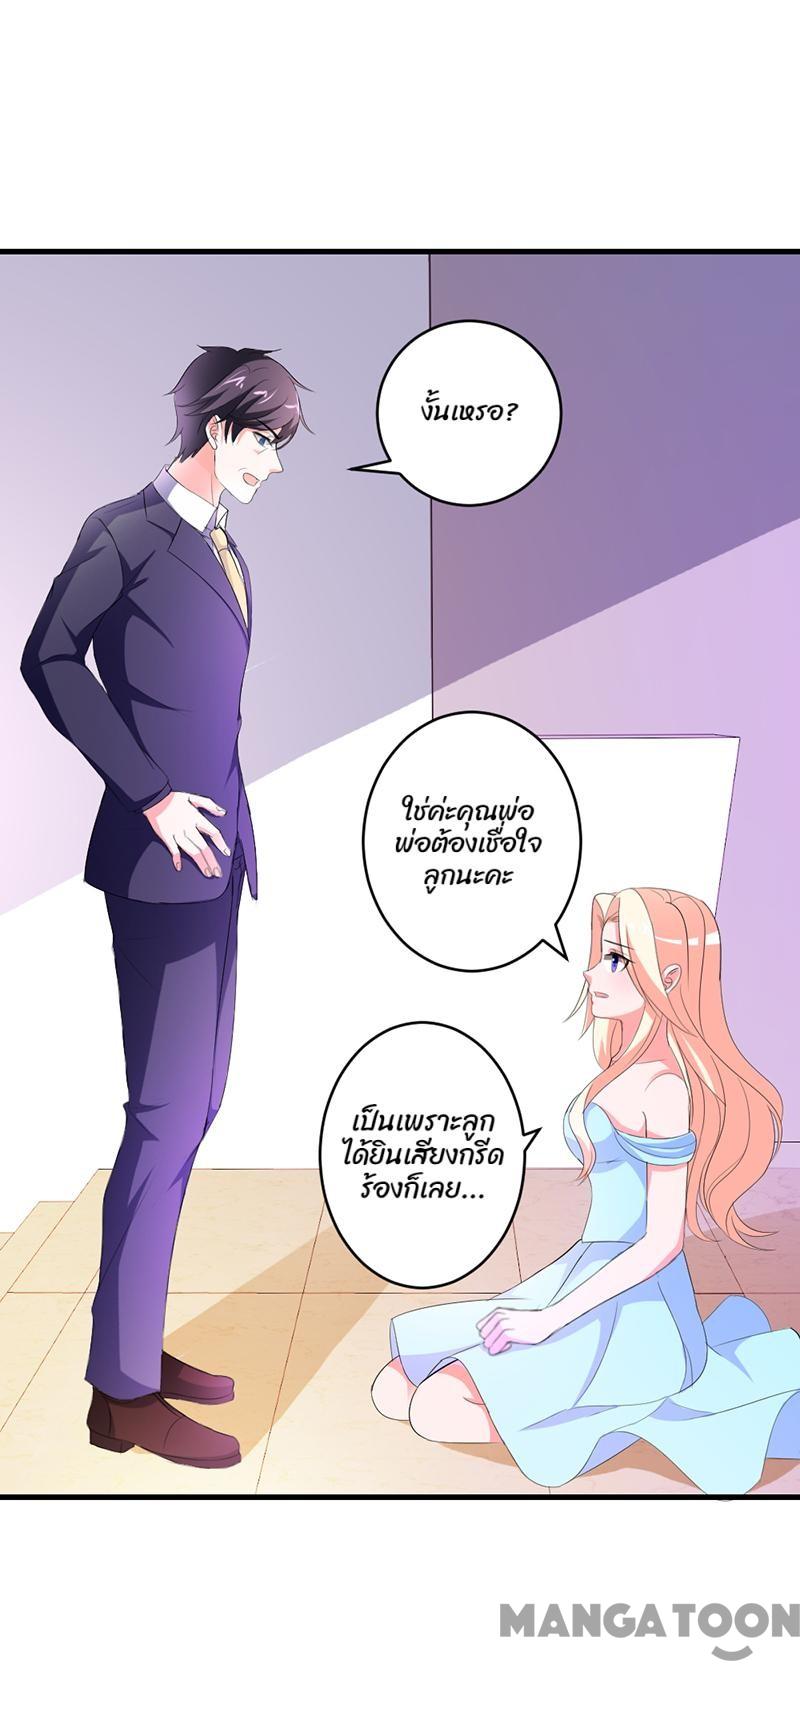 งั้นเหรอ?
ใช่ค่ะคุณพ่อ
พ่อต้องเชื่อใจ
ลูกนะคะ
เป็นเพราะลูก
ได้ยินเสียงกรีด
ร้องก็เลย...
MANGATOON